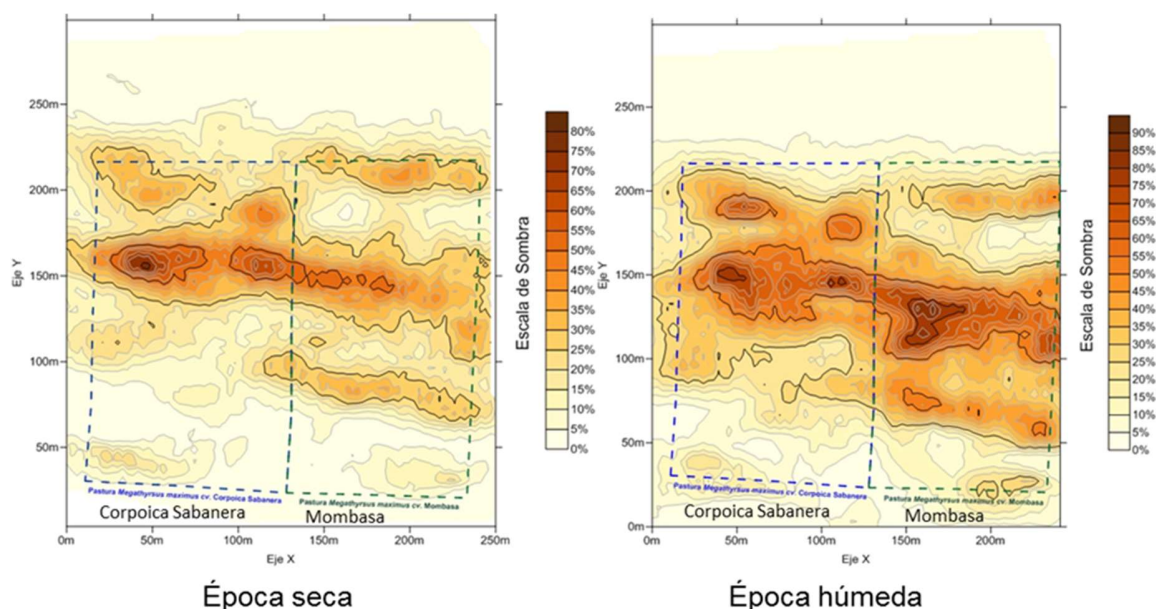 250m
200m
150m
100m
50m
Eje Y
0m
50m
100m
150m
200m
250m
Eje X
Pastura Megathyrsus maximus cv. Corpoica Sabanera
Pastura Megathyrsus maximus cv. Mombasa
Corpoica Sabanera
Mombasa
Escala de Sombra
80%
75%
70%
65%
60%
55%
50%
45%
40%
35%
30%
25%
20%
15%
10%
5%
0%
Época seca
250m
200m
150m
100m
50m
0m
Eje Y
0m
50m
100m
150m
200m
Eje X
Pastura Megathyrsus maximus cv. Corpoica Sabanera
Pastura Megathyrsus maximus cv. Mombasa
Corpoica Sabanera
Mombasa
Escala de Sombra
90%
85%
80%
75%
70%
65%
60%
55%
50%
45%
40%
35%
30%
25%
20%
15%
10%
5%
0%
Época húmeda